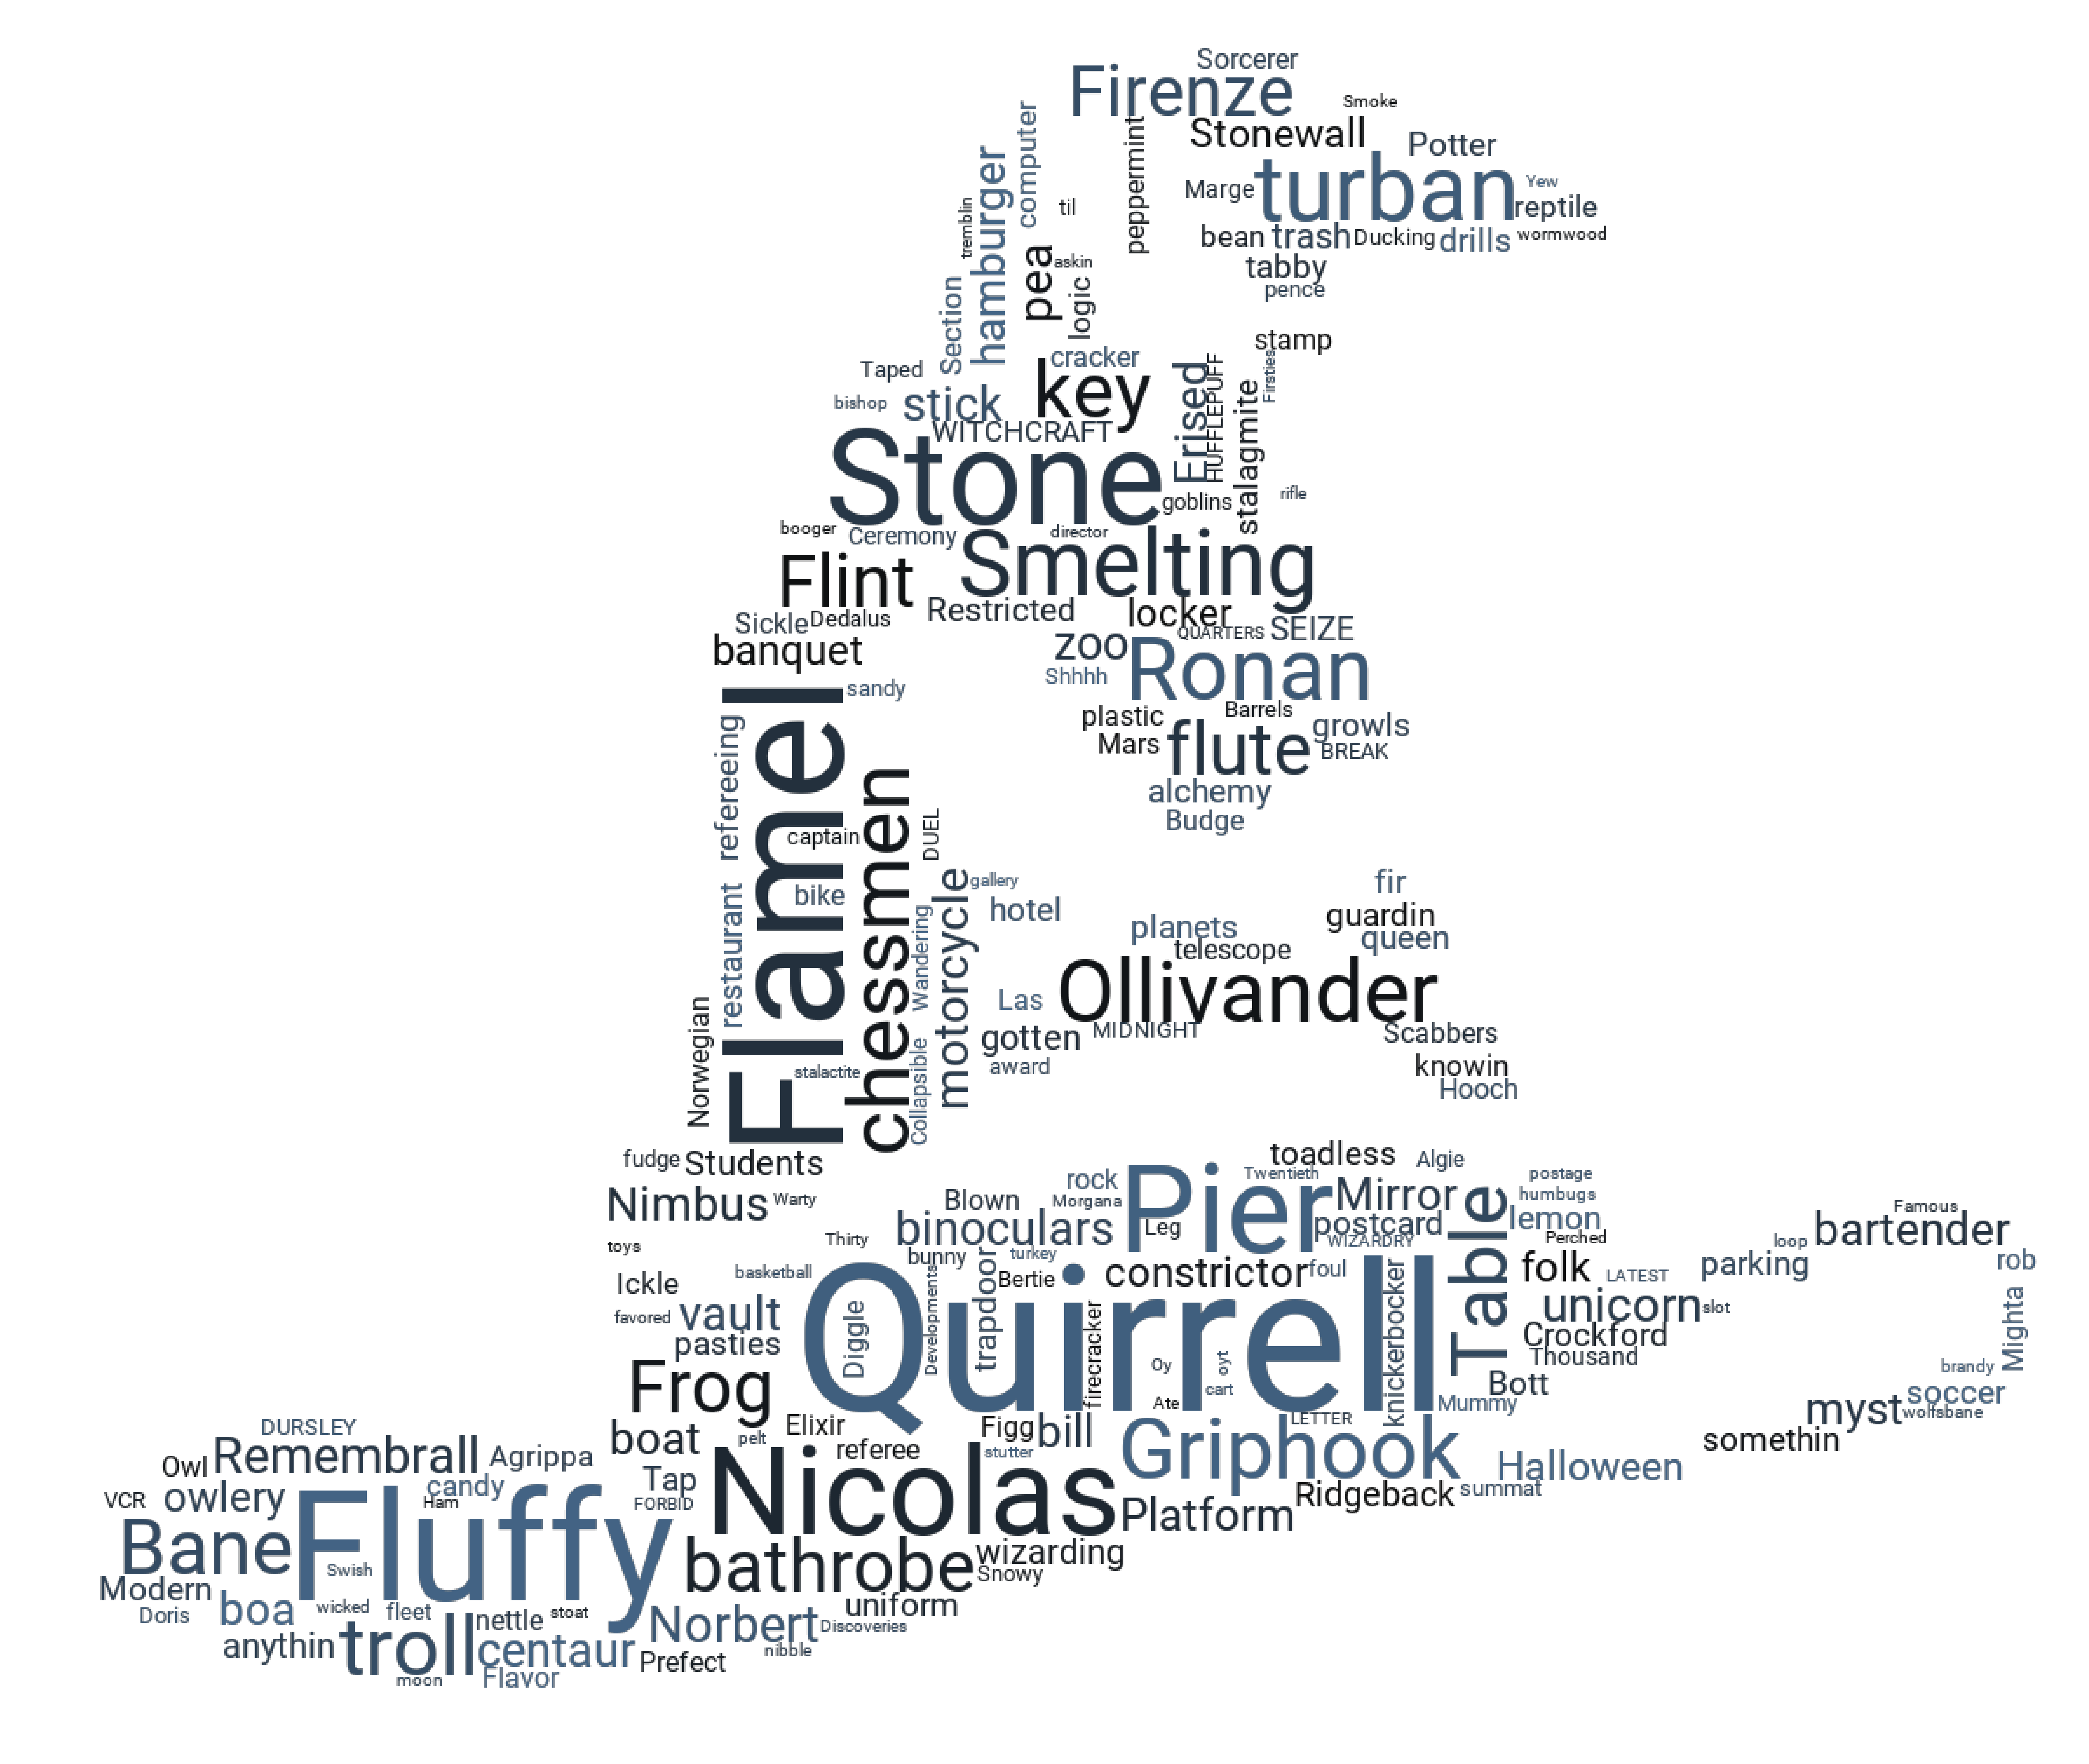 Sorcerer
Firenze
Smoke
Stonewall
Potter
computer
peppermint
hamburger
Marge
turban
Yew
reptile
til
tremblin
bean
trash
Ducking
drills
wormwood
pea
askin
tabby
pence
logic
Section
stamp
cracker
Taped
key
Erised
HUFFLEPUFF
Firsties
bishop
stick
stalagmite
WITCHCRAFT
Stone
goblins
rifle
booger
Ceremony
director
Smelting
Flint
Restricted
locker
Sickle
Dedalus
QUARTERS
SEIZE
banquet
zoo
Ronan
Shhhh
sandy
Flamel
refereeing
plastic
Barrels
growls
Mars
flute
BREAK
alchemy
Budge
captain
chessmen
DUEL
bike
restaurant
Wandering
motorcycle
gallery
hotel
fir
guardin
planets
queen
telescope
Ollivander
Las
Norwegian
gotten
MIDNIGHT
Scabbers
award
knowin
Hooch
stalactite
Collapsible
fudge
Students
toadless
Algie
Nimbus
Warty
Blown
rock
Morgana
Pier
Twentieth
Mirror
Table
postage
humbugs
lemon
Leg
postcard
binoculars
WIZARDRY
Perched
Famous
bartender
loop
toys
Thirty
bunny
turkey
trapdoor
Bertie
constrictor
foul
folk
LATEST
parking
rob
Ickle
basketball
Quirrell
Diggle
Developments
firecracker
Oy
oyt
cart
Ate
knickerbocker
unicorn
slot
Mighta
favored
vault
pasties
Crockford
Thousand
brandy
Frog
Bott
Mummy
soccer
myst
wolfsbane
somethin
DURSLEY
boat
pelt
Elixir
referee
Figg
bill
stutter
LETTER
Griphook
Owl
Remembrall
Agrippa
Tap
FORBID
Nicolas
Halloween
summat
Ridgeback
Platform
VCR
owlery
candy
Ham
Bane
Fluffy
Swish
bathrobe
wizarding
Snowy
Modern
Doris
boa
wicked
fleet
nettle
stoat
Norbert
uniform
Discoveries
anythin
troll
centaur
Prefect
nibble
moon
Flavor